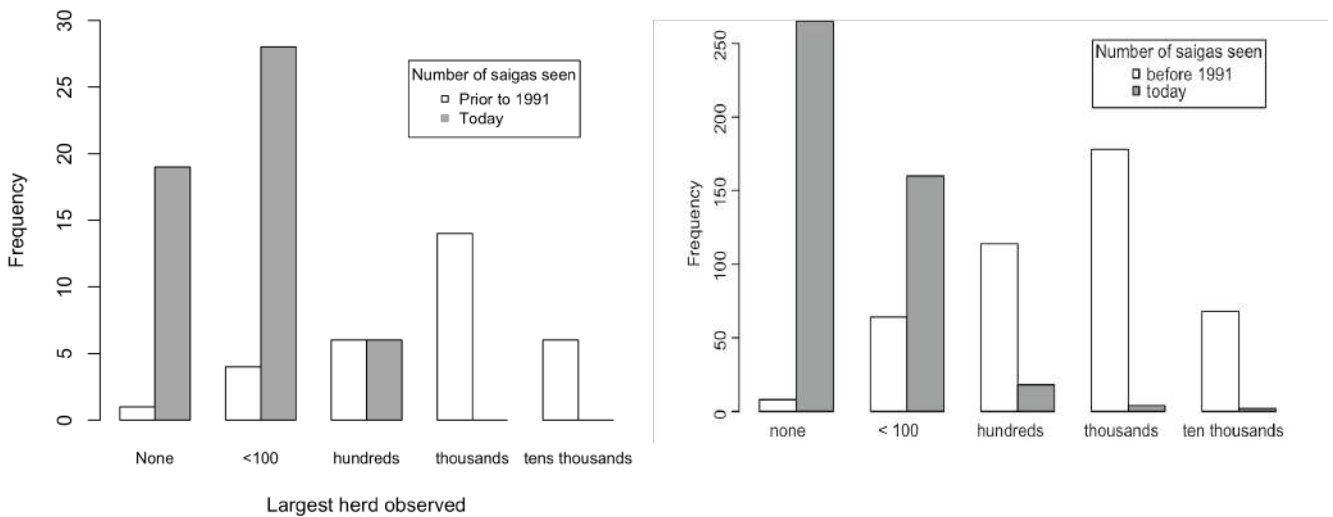 Frequency
30
25
20
15
10
5
0
Number of saigas seen
Prior to 1991
Today
None <100 hundreds thousands tens thousands
Largest herd observed
Frequency
250
200
150
100
50
0
Number of saigas seen
before 1991
today
none < 100 hundreds thousands ten thousands